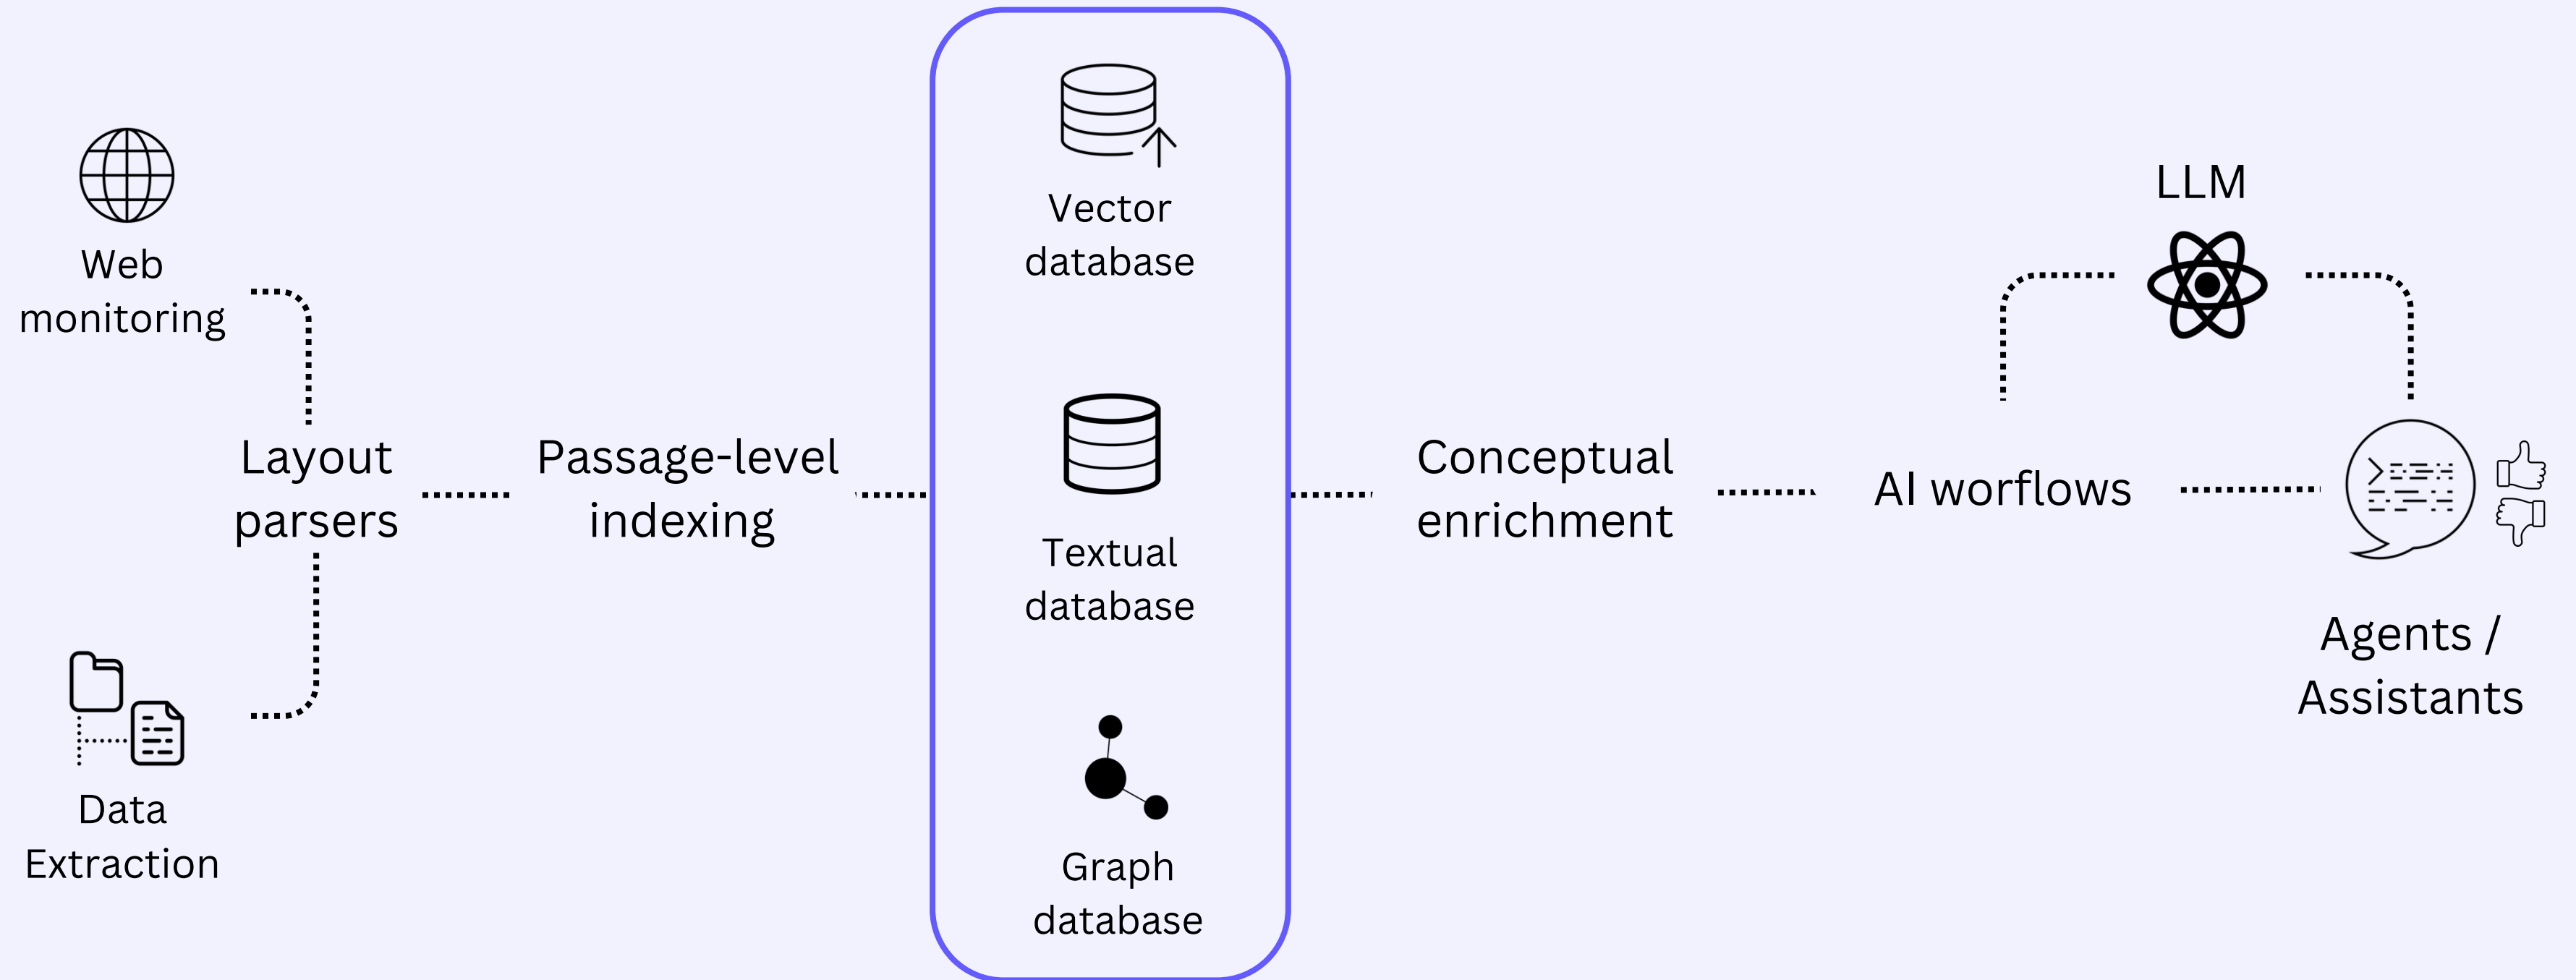 Web
monitoring
Data
Extraction
Layout
parsers
Passage-level
indexing
Vector
database
Textual
database
Graph
database
Conceptual
enrichment
AI worflows
LLM
Agents /
Assistants